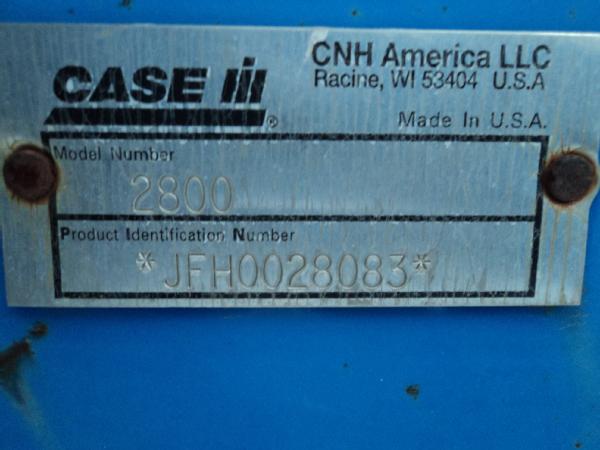 CASE IH®
CNH America LLC
Racine, WI 53404 U.S.A
Made In U.S.A.
Model Number
2800
Product Identification Number
*JFH0028083*